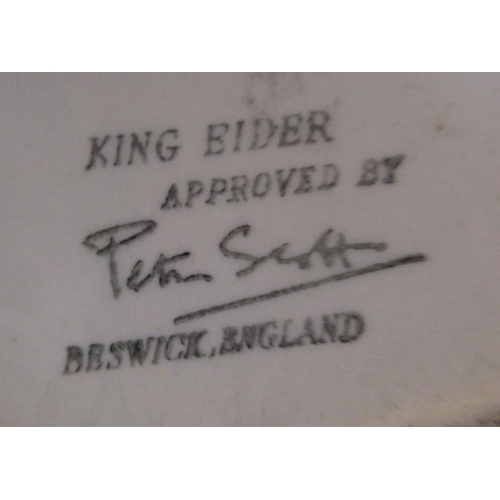 KING EIDER
APPROVED BY
Peter Scott
BESWICK, ENGLAND